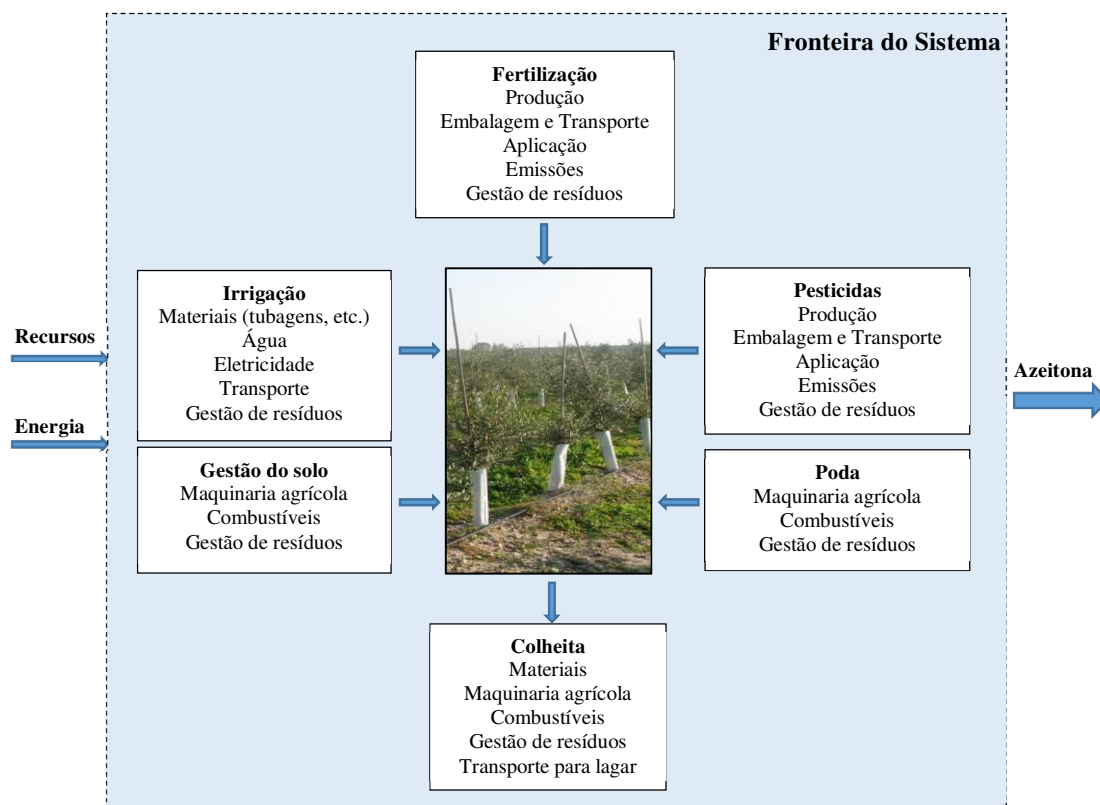 Fronteira do Sistema
Fertilização
Produção
Embalagem e Transporte
Aplicação
Emissões
Gestão de resíduos
Recursos
Energia
Irrigação
Materiais (tubagens, etc.)
Água
Eletricidade
Transporte
Gestão de resíduos
Pesticidas
Produção
Embalagem e Transporte
Aplicação
Emissões
Gestão de resíduos
Azeitona
Gestão do solo
Maquinaria agrícola
Combustíveis
Gestão de resíduos
Poda
Maquinaria agrícola
Combustíveis
Gestão de resíduos
Colheita
Materiais
Maquinaria agrícola
Combustíveis
Gestão de resíduos
Transporte para lagar